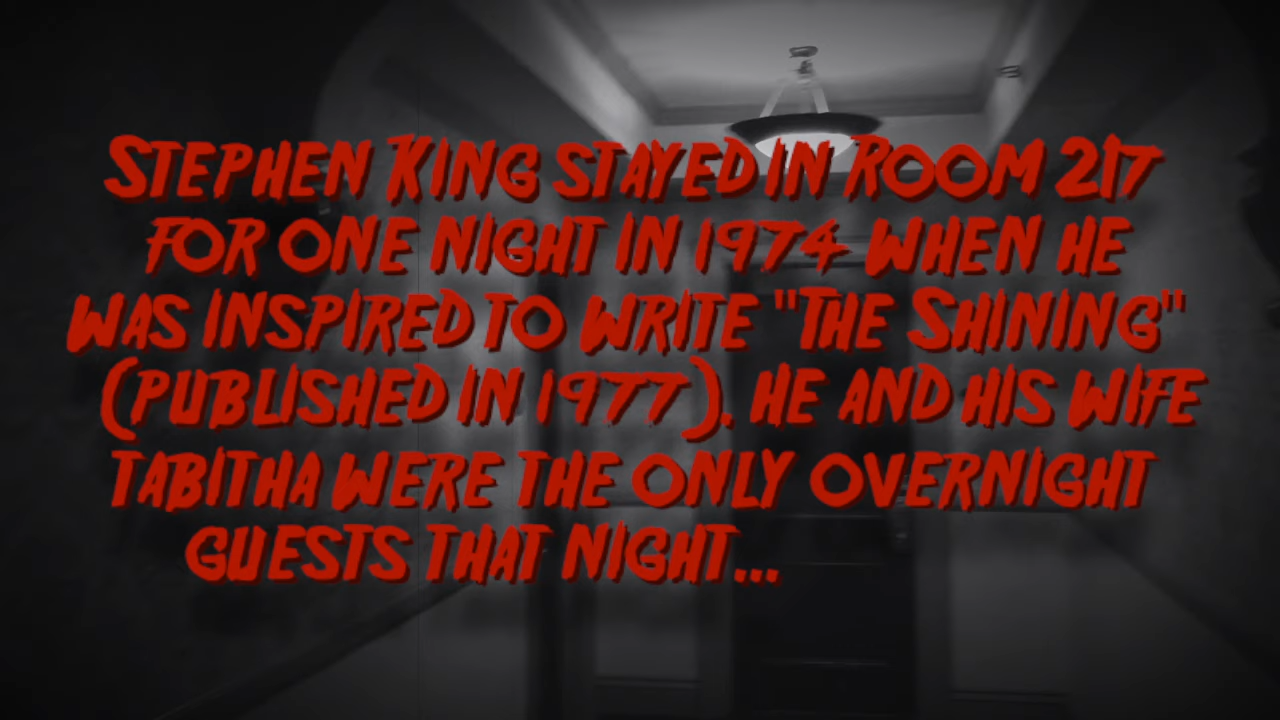 Stephen King stayed in Room 217
for one night in 1974 when he
was inspired to write "The Shining"
(published in 1977). He and his wife
Tabitha were the only overnight
guests that night...